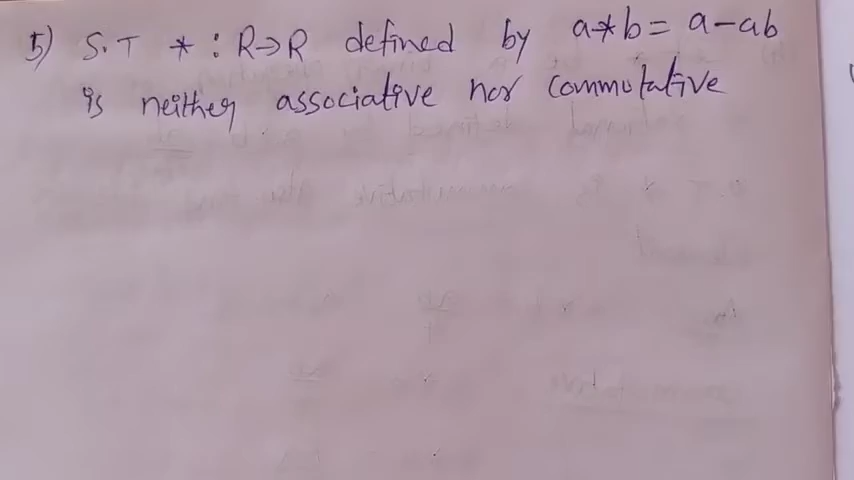 5) S.T * : R→R defined by a*b = a-ab
is neither associative nor commutative